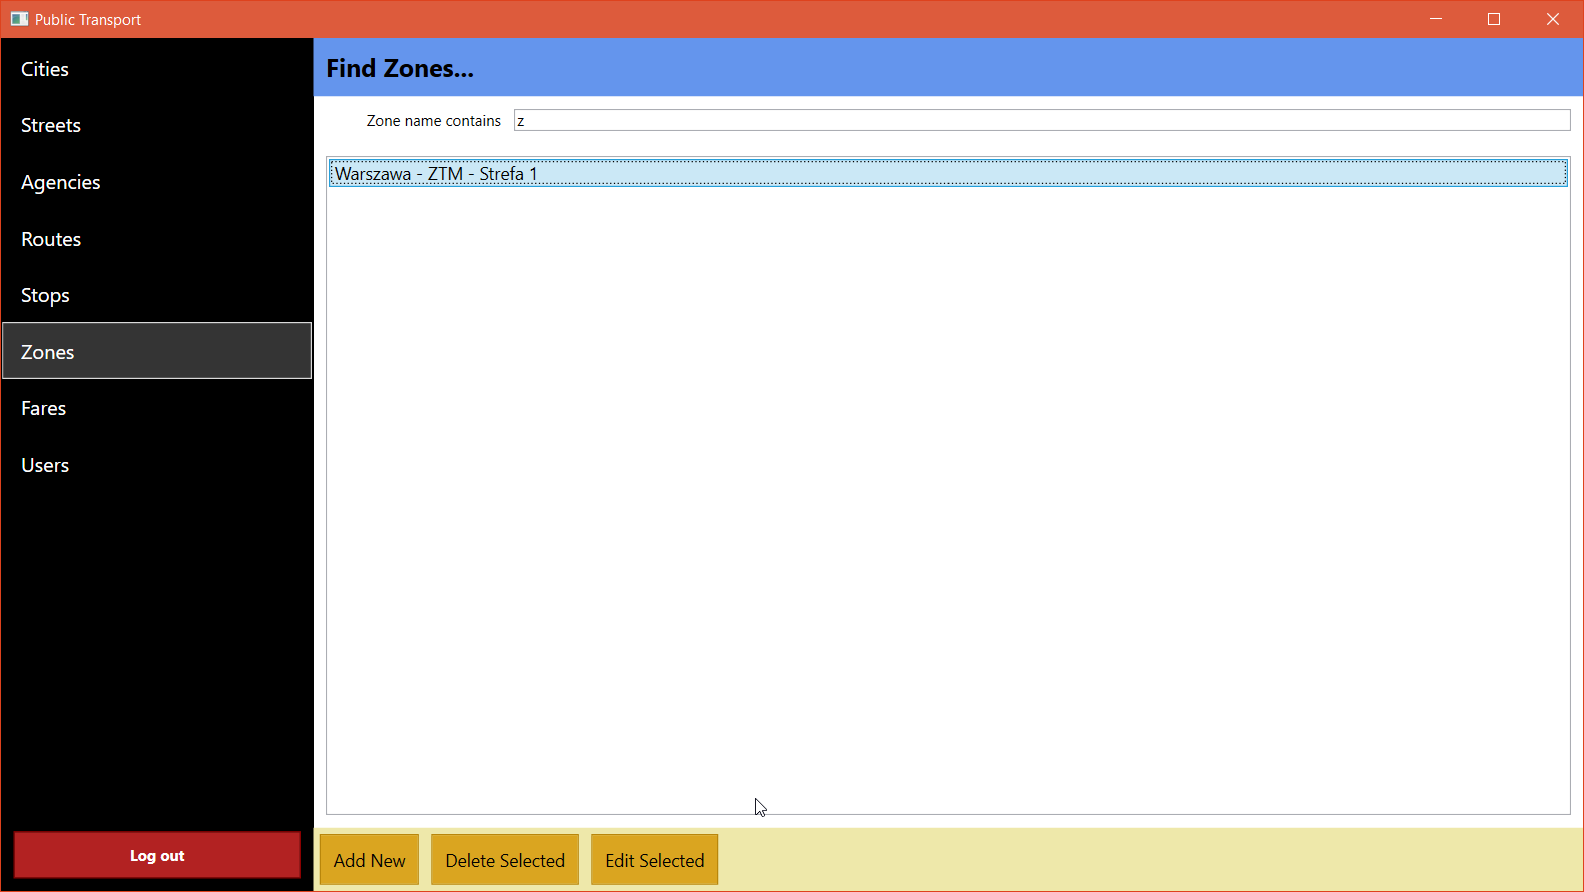 Public Transport
Cities
Streets
Agencies
Routes
Stops
Zones
Fares
Users
Log out
Find Zones...
Zone name contains z
Warszawa - ZTM - Strefa 1
Add New Delete Selected Edit Selected